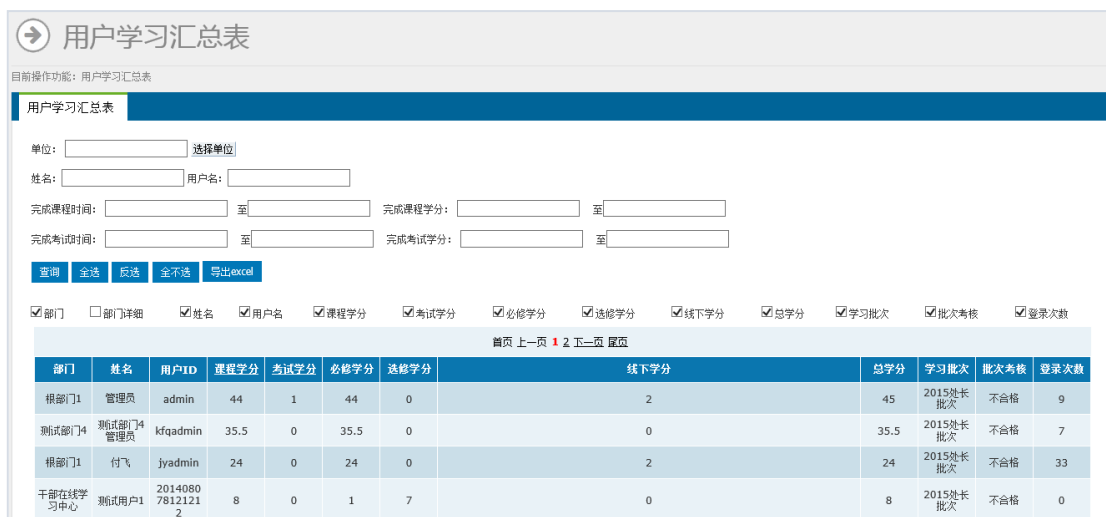 用户学习汇总表
目前操作功能：用户学习汇总表
用户学习汇总表
单位： 选择单位
姓名： 用户名：
完成课程时间： 至 完成课程学分： 至
完成考试时间： 至 完成考试学分： 至
查询 全选 反选 全不选 导出excel
部门 部门详细 姓名 用户名 课程学分 考试学分 必修学分 选修学分 线下学分 总学分 学习批次 批次考核 登录次数
首页 上一页 1 2 下一页 尾页
部门 姓名 用户ID 课程学分 考试学分 必修学分 选修学分 线下学分 总学分 学习批次 批次考核 登录次数
根部门1 管理员 admin 44 1 44 0 2 45 2015处长批次 不合格 9
测试部门4 测试部门4管理员 kfqadmin 35.5 0 35.5 0 0 35.5 2015处长批次 不合格 7
根部门1 付飞 jyadmin 24 0 24 0 2 24 2015处长批次 不合格 33
干部在线学习中心 测试用户1 201408078121212 8 0 1 7 0 8 2015处长批次 不合格 0